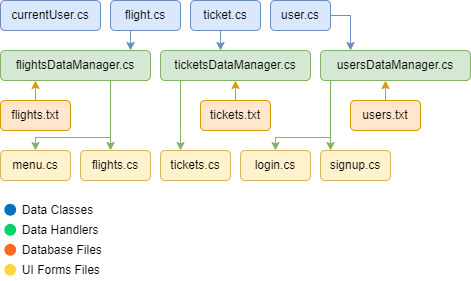 currentUser.cs flight.cs ticket.cs user.cs
flightsDataManager.cs ticketsDataManager.cs usersDataManager.cs
flights.txt tickets.txt users.txt
menu.cs flights.cs tickets.cs login.cs signup.cs
Data Classes
Data Handlers
Database Files
UI Forms Files